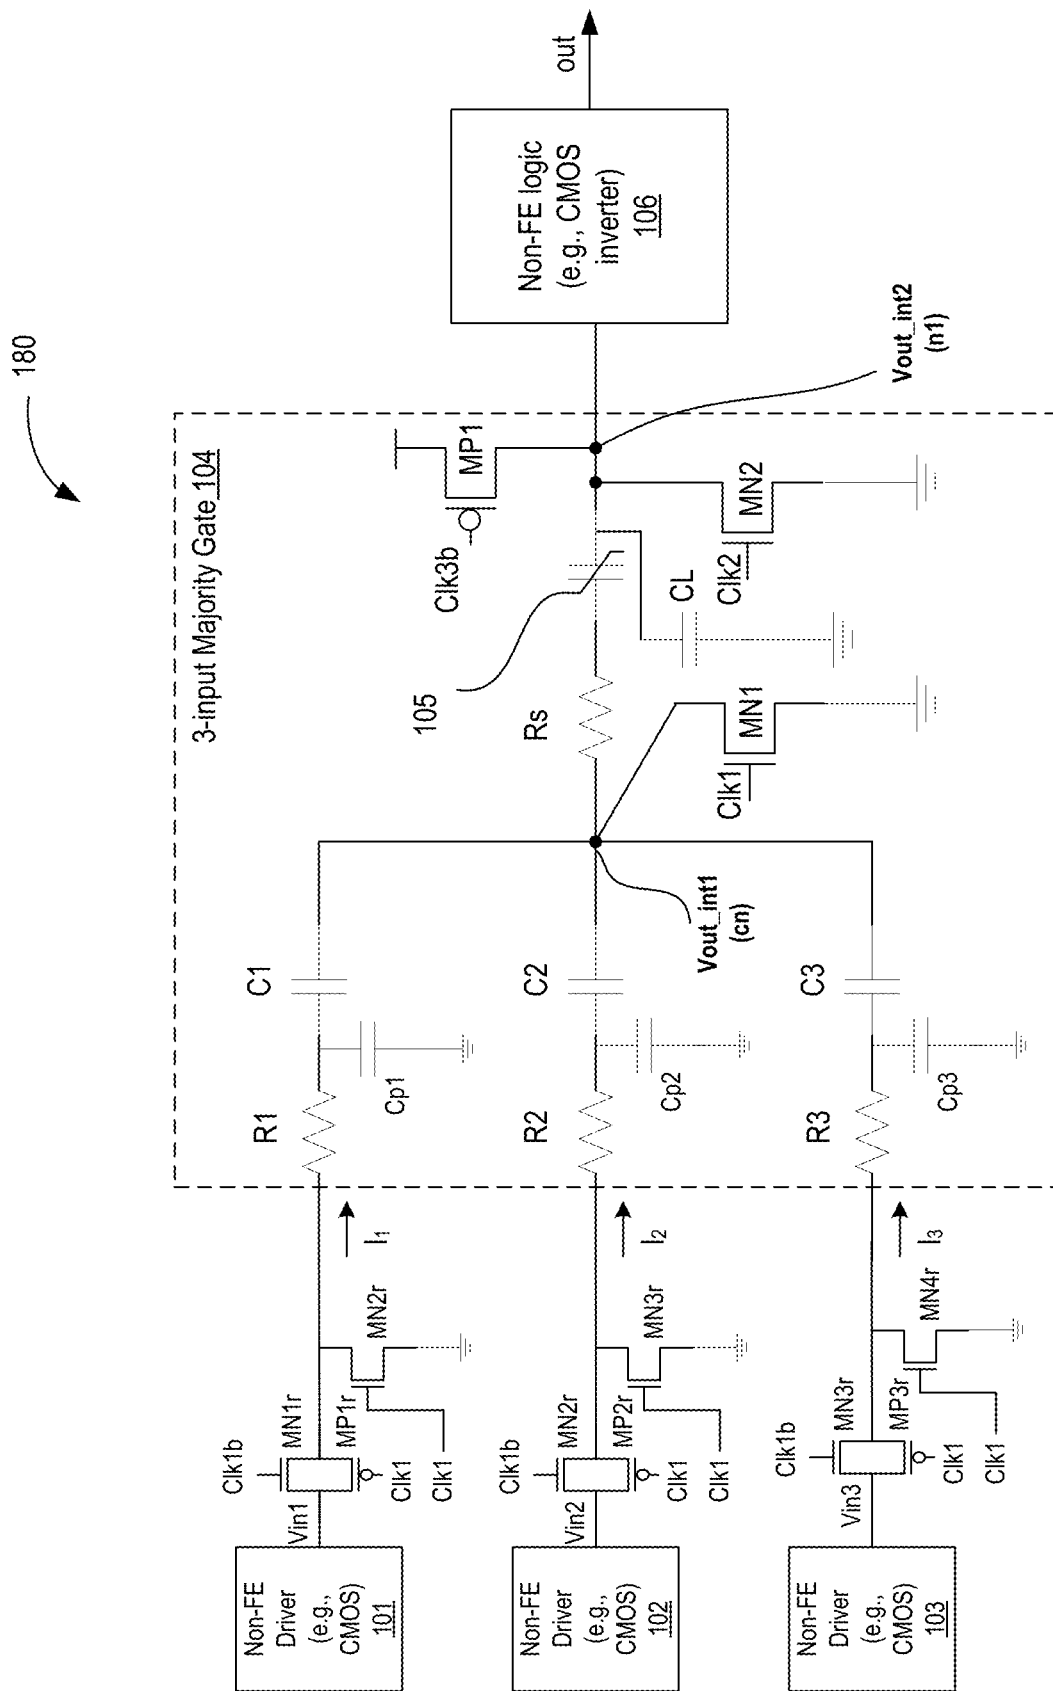 180
3-input Majority Gate 104
Non-FE
Driver
(e.g.,
CMOS)
101
Vin1
Clk1b
MN1r
MP1r
Clk1
Clk1
MN2r
I1
R1
Cp1
C1
Non-FE
Driver
(e.g.,
CMOS)
102
Vin2
Clk1b
MN2r
MP2r
Clk1
Clk1
MN3r
I2
R2
Cp2
C2
Non-FE
Driver
(e.g.,
CMOS)
103
Vin3
Clk1b
MN3r
MP3r
Clk1
Clk1
MN4r
I3
R3
Cp3
C3
Vout_int1
(cn)
Rs
105
Clk1
MN1
CL
Clk3b
MP1
Clk2
MN2
Vout_int2
(n1)
Non-FE logic
(e.g., CMOS
inverter)
106
out